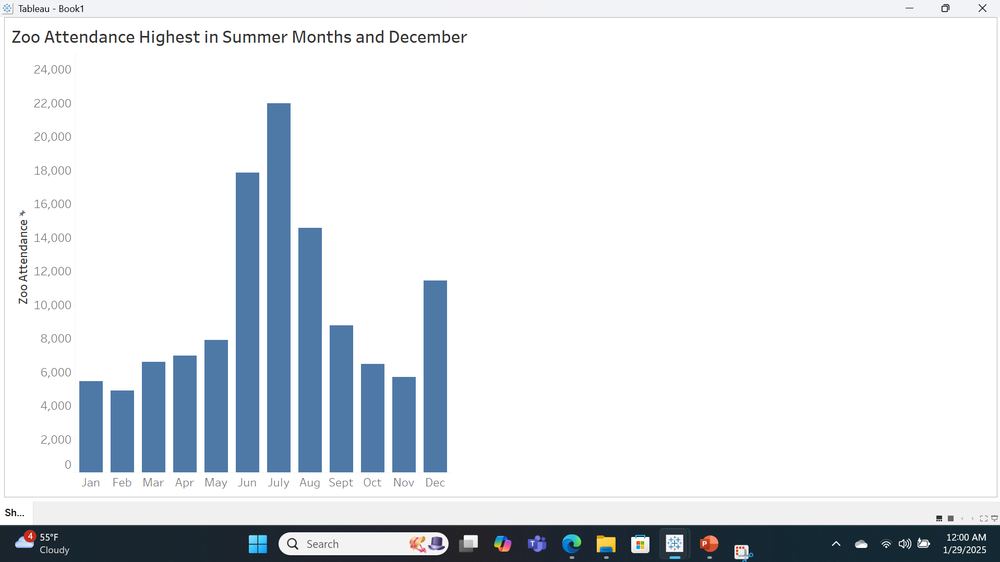 Tableau - Book1
Zoo Attendance Highest in Summer Months and December
24,000
22,000
20,000
18,000
16,000
14,000
12,000
10,000
8,000
6,000
4,000
2,000
0
Zoo Attendance
Jan Feb Mar Apr May Jun July Aug Sept Oct Nov Dec
Sh...
4
55°F
Cloudy
Search
T
P
12:00 AM
1/29/2025